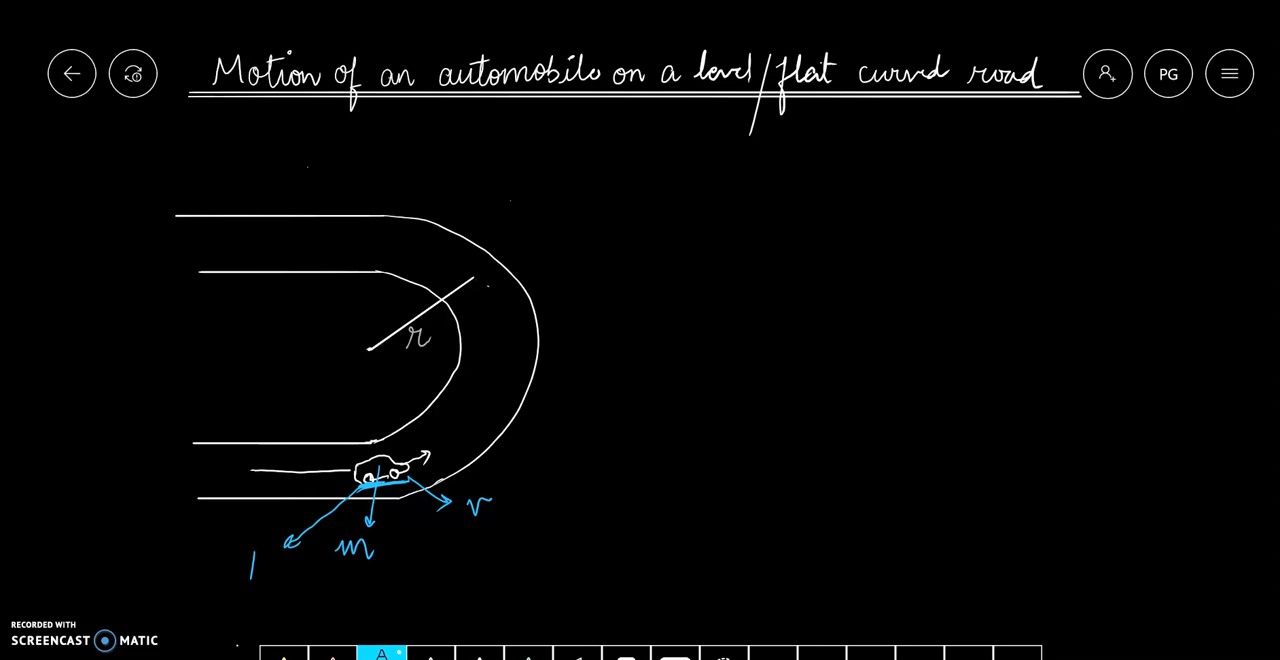 Motion of an automobile on a level/flat curved road
PG
r
v
m
RECORDED WITH
SCREENCAST MATIC
A